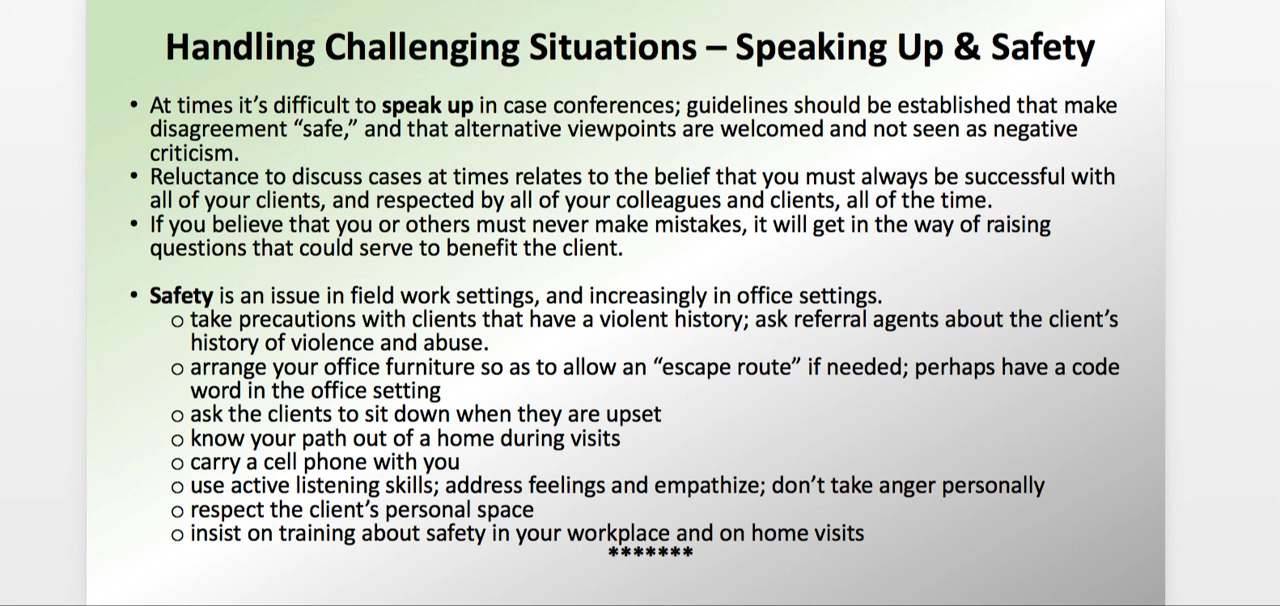 Handling Challenging Situations – Speaking Up & Safety
• At times it’s difficult to speak up in case conferences; guidelines should be established that make
disagreement “safe,” and that alternative viewpoints are welcomed and not seen as negative
criticism.
• Reluctance to discuss cases at times relates to the belief that you must always be successful with
all of your clients, and respected by all of your colleagues and clients, all of the time.
• If you believe that you or others must never make mistakes, it will get in the way of raising
questions that could serve to benefit the client.
• Safety is an issue in field work settings, and increasingly in office settings.
o take precautions with clients that have a violent history; ask referral agents about the client’s
history of violence and abuse.
o arrange your office furniture so as to allow an “escape route” if needed; perhaps have a code
word in the office setting
o ask the clients to sit down when they are upset
o know your path out of a home during visits
o carry a cell phone with you
o use active listening skills; address feelings and empathize; don’t take anger personally
o respect the client’s personal space
o insist on training about safety in your workplace and on home visits
*******